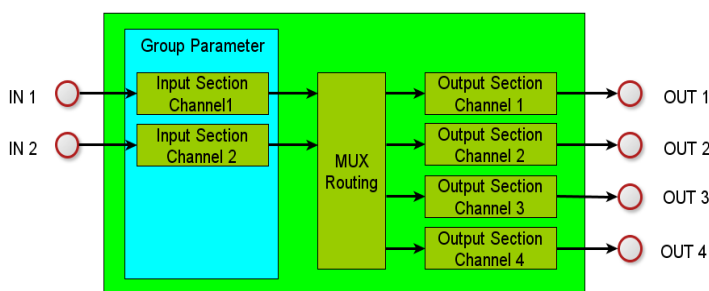 Group Parameter
IN 1
Input Section
Channel1
IN 2
Input Section
Channel 2
MUX
Routing
Output Section
Channel 1
OUT 1
Output Section
Channel 2
OUT 2
Output Section
Channel 3
OUT 3
Output Section
Channel 4
OUT 4